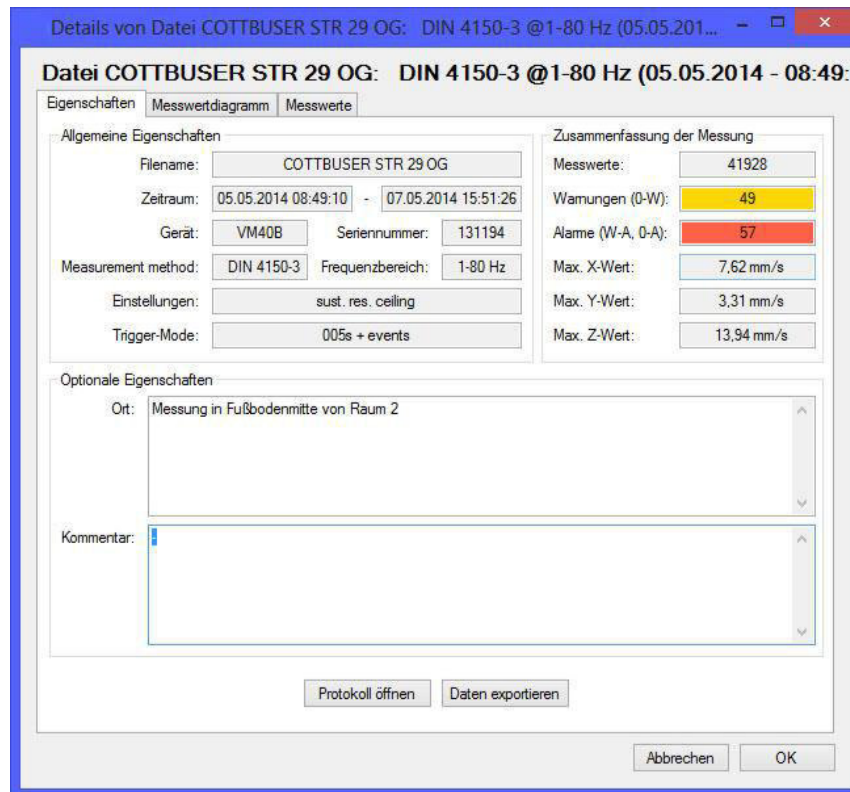 Details von Datei COTTBUSER STR 29 OG: DIN 4150-3 @1-80 Hz (05.05.201...
Datei COTTBUSER STR 29 OG: DIN 4150-3 @1-80 Hz (05.05.2014 - 08:49:
Eigenschaften Messwertdiagramm Messwerte
Allgemeine Eigenschaften
Filename: COTTBUSER STR 29 OG
Zeitraum: 05.05.2014 08:49:10 - 07.05.2014 15:51:26
Gerät: VM40B Seriennummer: 131194
Measurement method: DIN 4150-3 Frequenzbereich: 1-80 Hz
Einstellungen: sust. res. ceiling
Trigger-Mode: 005s + events
Zusammenfassung der Messung
Messwerte: 41928
Warnungen (0-W): 49
Alarme (W-A, 0-A): 57
Max. X-Wert: 7,62 mm/s
Max. Y-Wert: 3,31 mm/s
Max. Z-Wert: 13,94 mm/s
Optionale Eigenschaften
Ort: Messung in Fußbodenmitte von Raum 2
Kommentar: -
Protokoll öffnen Daten exportieren
Abbrechen OK